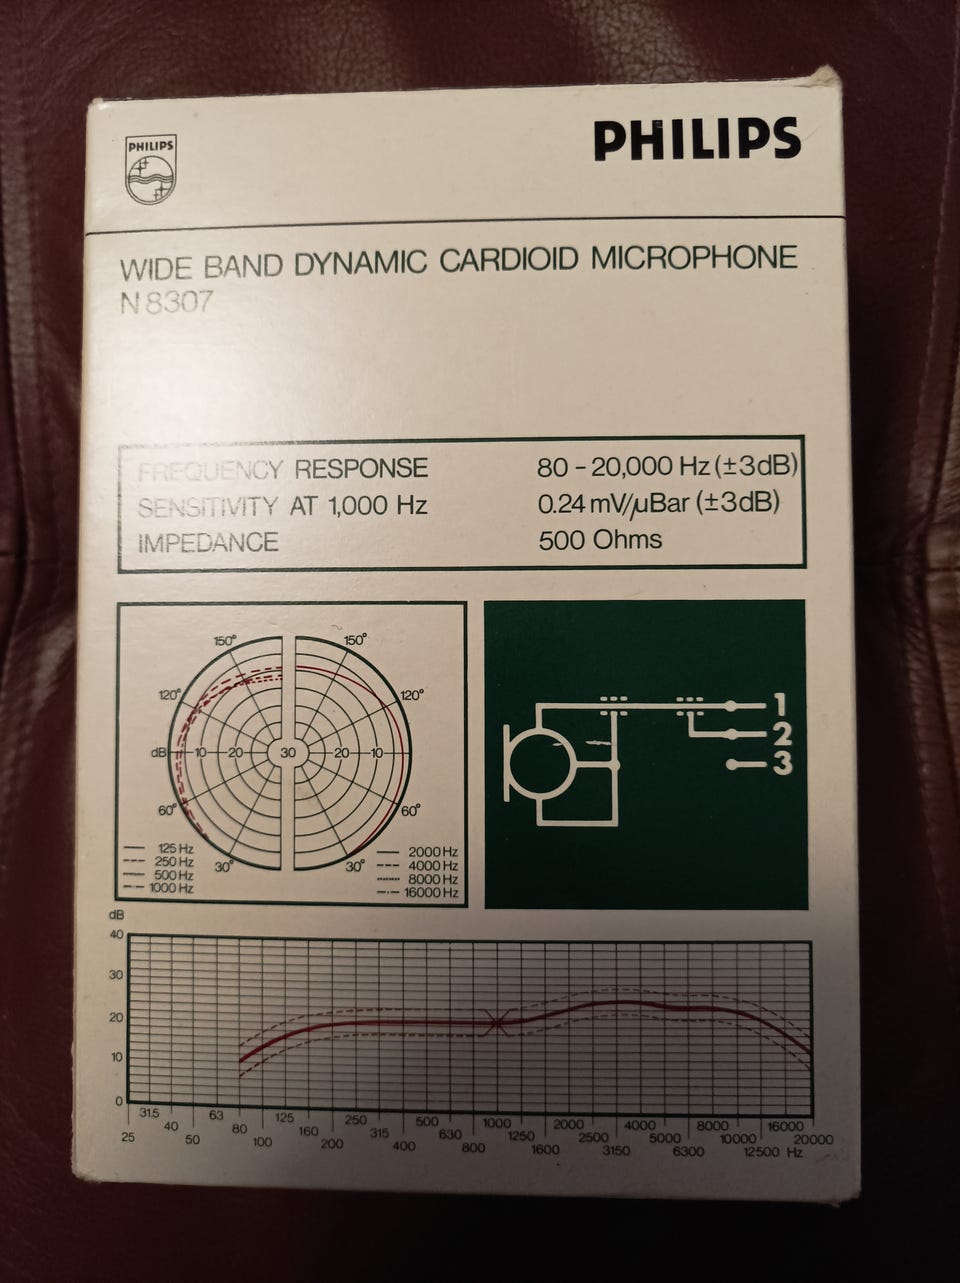 PHILIPS
PHILIPS
WIDE BAND DYNAMIC CARDIOID MICROPHONE
N 8307
FREQUENCY RESPONSE 80 - 20,000 Hz (±3dB)
SENSITIVITY AT 1,000 Hz 0.24 mV/μBar (±3dB)
IMPEDANCE 500 Ohms
150° 150°
120° 120°
dB 10 20 30 20 10
60° 60°
30° 30°
125 Hz
250 Hz
500 Hz
1000 Hz
2000 Hz
4000 Hz
8000 Hz
16000 Hz
1
2
3
dB
40
30
20
10
0
31.5 63 125 250 500 1000 2000 4000 8000 16000
40 80 160 315 630 1250 2500 5000 10000 20000
25 50 100 200 400 800 1600 3150 6300 12500 Hz